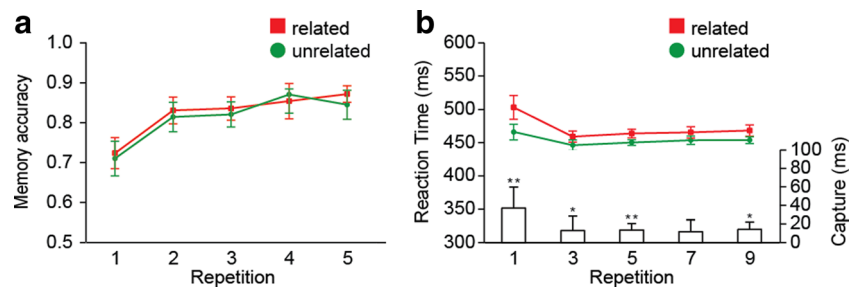 a
related
unrelated
Memory accuracy
1.0
0.9
0.8
0.7
0.6
0.5
1 2 3 4 5
Repetition
b
related
unrelated
Reaction Time (ms)
600
550
500
450
400
350
300
100
80
60
40
20
0
Capture (ms)
** * ** *
1 3 5 7 9
Repetition